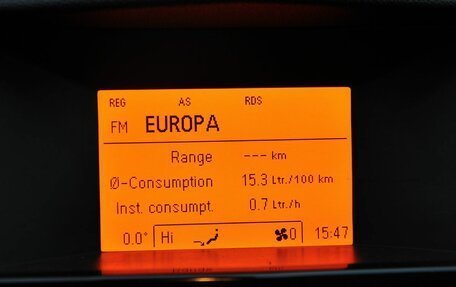 REG AS RDS
FM EUROPA
Range --- km
Ø-Consumption 15.3 Ltr./100 km
Inst. consumpt. 0.7 Ltr./h
0.0° Hi 0 15:47